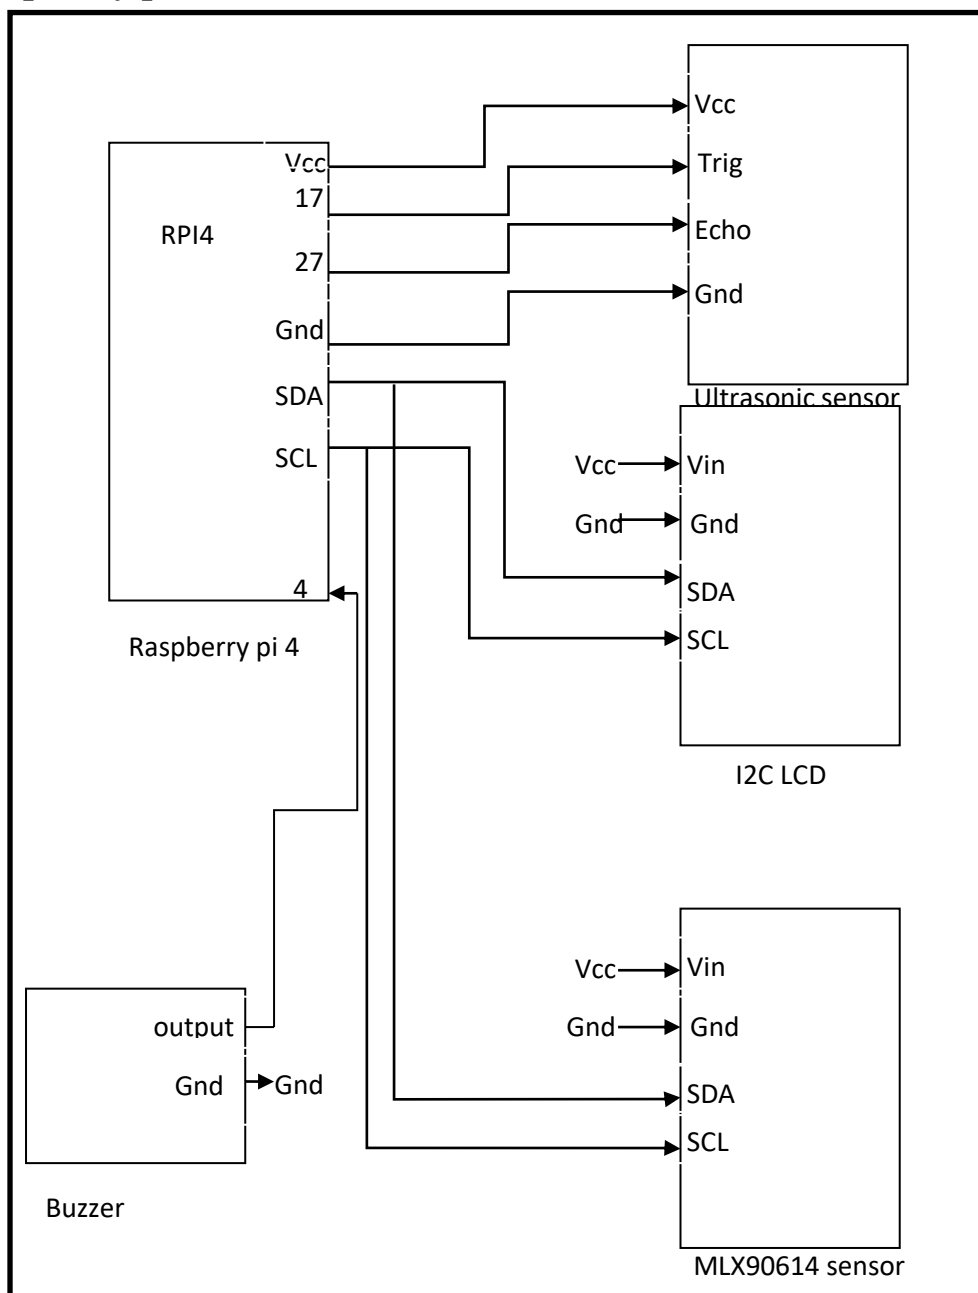 Vcc
17
RPI4
27
Gnd
SDA
SCL
4
Raspberry pi 4
Vcc
Trig
Echo
Gnd
Ultrasonic sensor
Vcc Vin
Gnd Gnd
SDA
SCL
I2C LCD
output
Gnd Gnd
Buzzer
Vcc Vin
Gnd Gnd
SDA
SCL
MLX90614 sensor